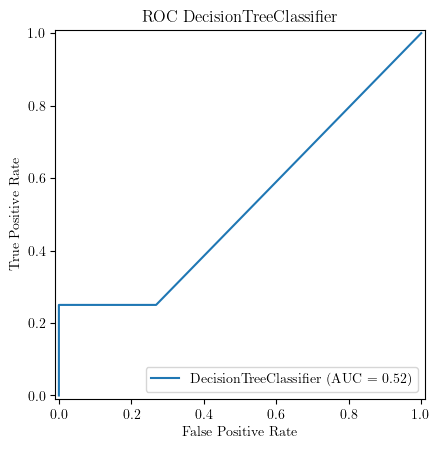 ROC DecisionTreeClassifier
True Positive Rate
1.0
0.8
0.6
0.4
0.2
0.0
DecisionTreeClassifier (AUC = 0.52)
0.0 0.2 0.4 0.6 0.8 1.0
False Positive Rate